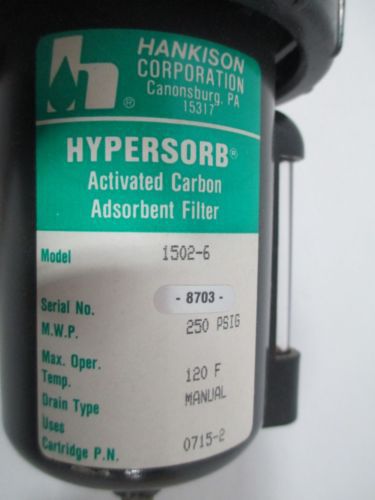 HANKISON
CORPORATION
Canonsburg, PA
15317
h ®
HYPERSORB®
Activated Carbon
Adsorbent Filter
Model 1502-6
Serial No. - 8703 -
M.W.P. 250 PSIG
Max. Oper.
Temp. 120 F
Drain Type MANUAL
Uses
Cartridge P.N. 0715-2